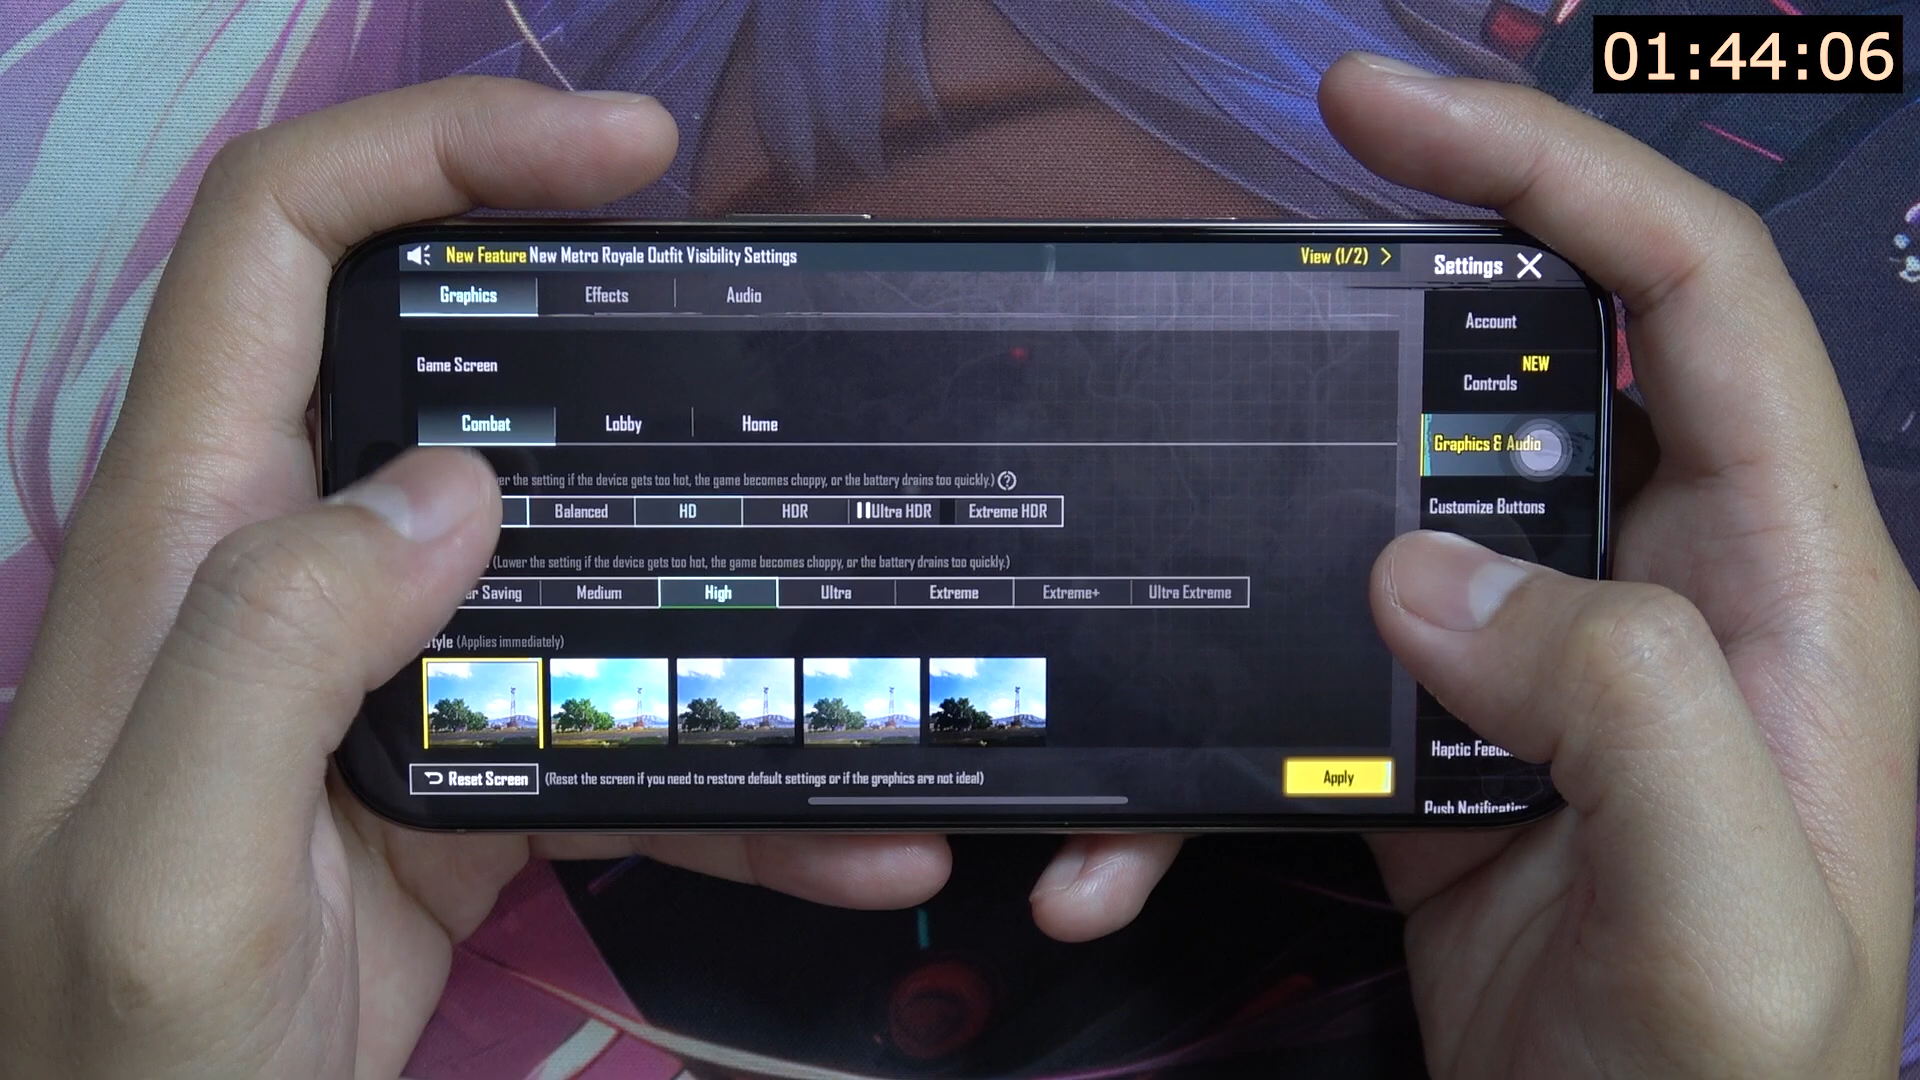 01:44:06
New Feature New Metro Royale Outfit Visibility Settings
View (1/2)
Settings
Graphics
Effects
Audio
Account
Game Screen
NEW
Controls
Combat
Lobby
Home
Graphics & Audio
the setting if the device gets too hot, the game becomes choppy, or the battery drains too quickly.) ?
Balanced
HD
HDR
Ultra HDR
Extreme HDR
Customize Buttons
(Lower the setting if the device gets too hot, the game becomes choppy, or the battery drains too quickly.)
Saving
Medium
High
Ultra
Extreme
Extreme+
Ultra Extreme
(Applies immediately)
Haptic
Reset Screen
(Reset the screen if you need to restore default settings or if the graphics are not ideal)
Apply
Push